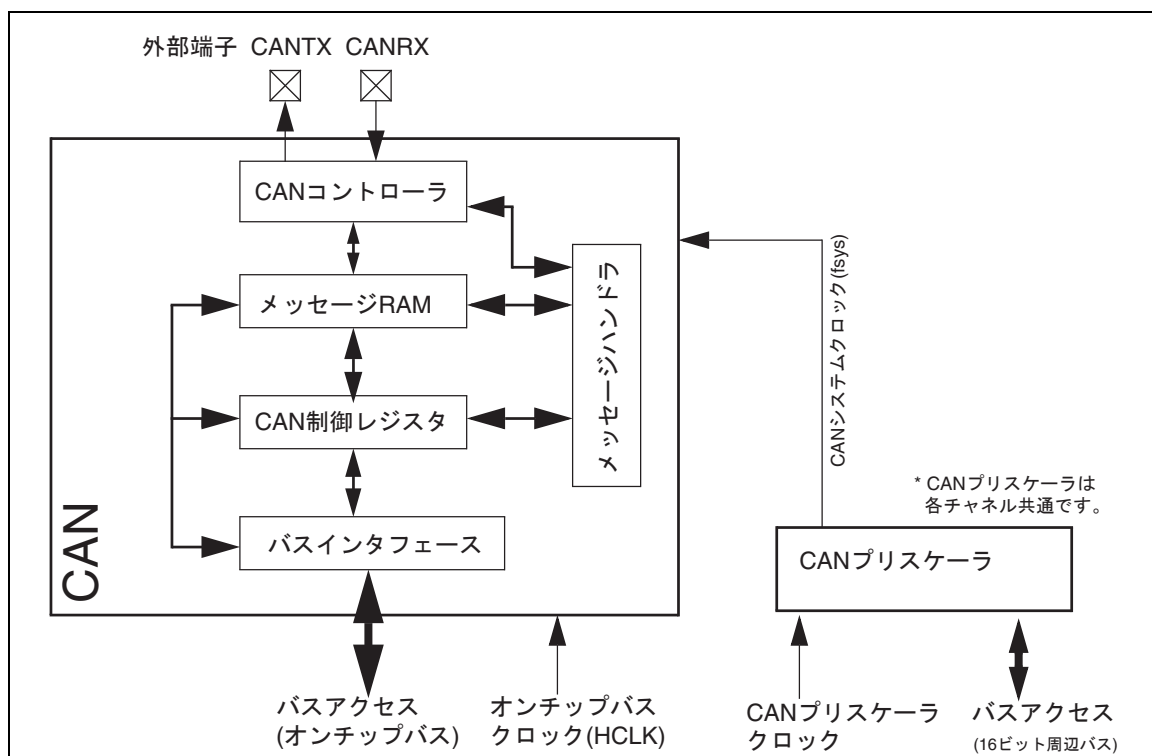 外部端子 CANTX CANRX
CANコントローラ
メッセージRAM
メッセージハンドラ
CAN制御レジスタ
バスインタフェース
CAN
CANシステムクロック(fsys)
* CANプリスケーラは
各チャネル共通です。
CANプリスケーラ
バスアクセス
(オンチップバス)
オンチップバス
クロック(HCLK)
CANプリスケーラ
クロック
バスアクセス
(16ビット周辺バス)